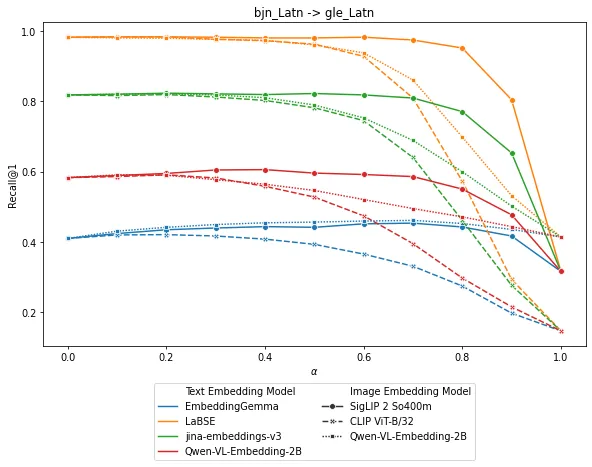 bjn_Latn -> gle_Latn
Recall@1
1.0
0.8
0.6
0.4
0.2
0.0 0.2 0.4 0.6 0.8 1.0
α
Text Embedding Model Image Embedding Model
EmbeddingGemma SigLIP 2 So400m
LaBSE CLIP ViT-B/32
jina-embeddings-v3 Qwen-VL-Embedding-2B
Qwen-VL-Embedding-2B